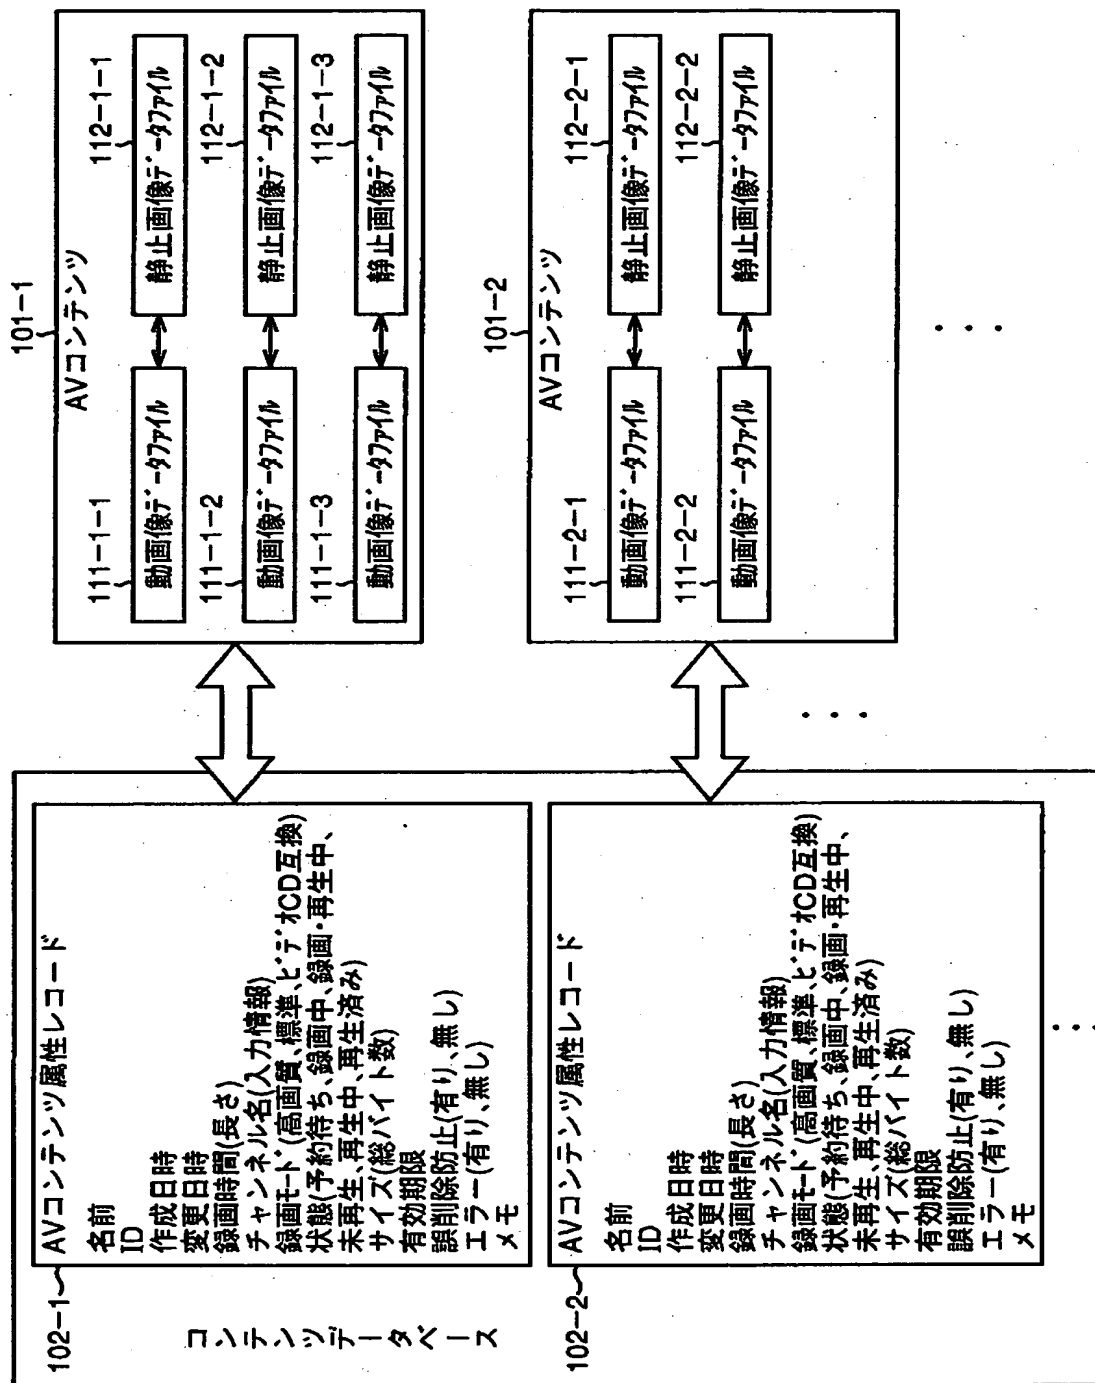 コンテンツデータベース
102-1
AVコンテンツ属性レコード
名前
ID
作成日時
変更日時
録画時間(長さ)
チャンネル名(入力情報)
録画モード(高画質、標準、ビデオCD互換)
状態(予約待ち、録画中、録画・再生中、
未再生、再生中、再生済み)
サイズ(総バイト数)
有効期限
誤削除防止(有り、無し)
エラー(有り、無し)
メモ
101-1
AVコンテンツ
111-1-1
動画像データファイル
112-1-1
静止画像データファイル
111-1-2
動画像データファイル
112-1-2
静止画像データファイル
111-1-3
動画像データファイル
112-1-3
静止画像データファイル
102-2
AVコンテンツ属性レコード
名前
ID
作成日時
変更日時
録画時間(長さ)
チャンネル名(入力情報)
録画モード(高画質、標準、ビデオCD互換)
状態(予約待ち、録画中、録画・再生中、
未再生、再生中、再生済み)
サイズ(総バイト数)
有効期限
誤削除防止(有り、無し)
エラー(有り、無し)
メモ
101-2
AVコンテンツ
111-2-1
動画像データファイル
112-2-1
静止画像データファイル
111-2-2
動画像データファイル
112-2-2
静止画像データファイル